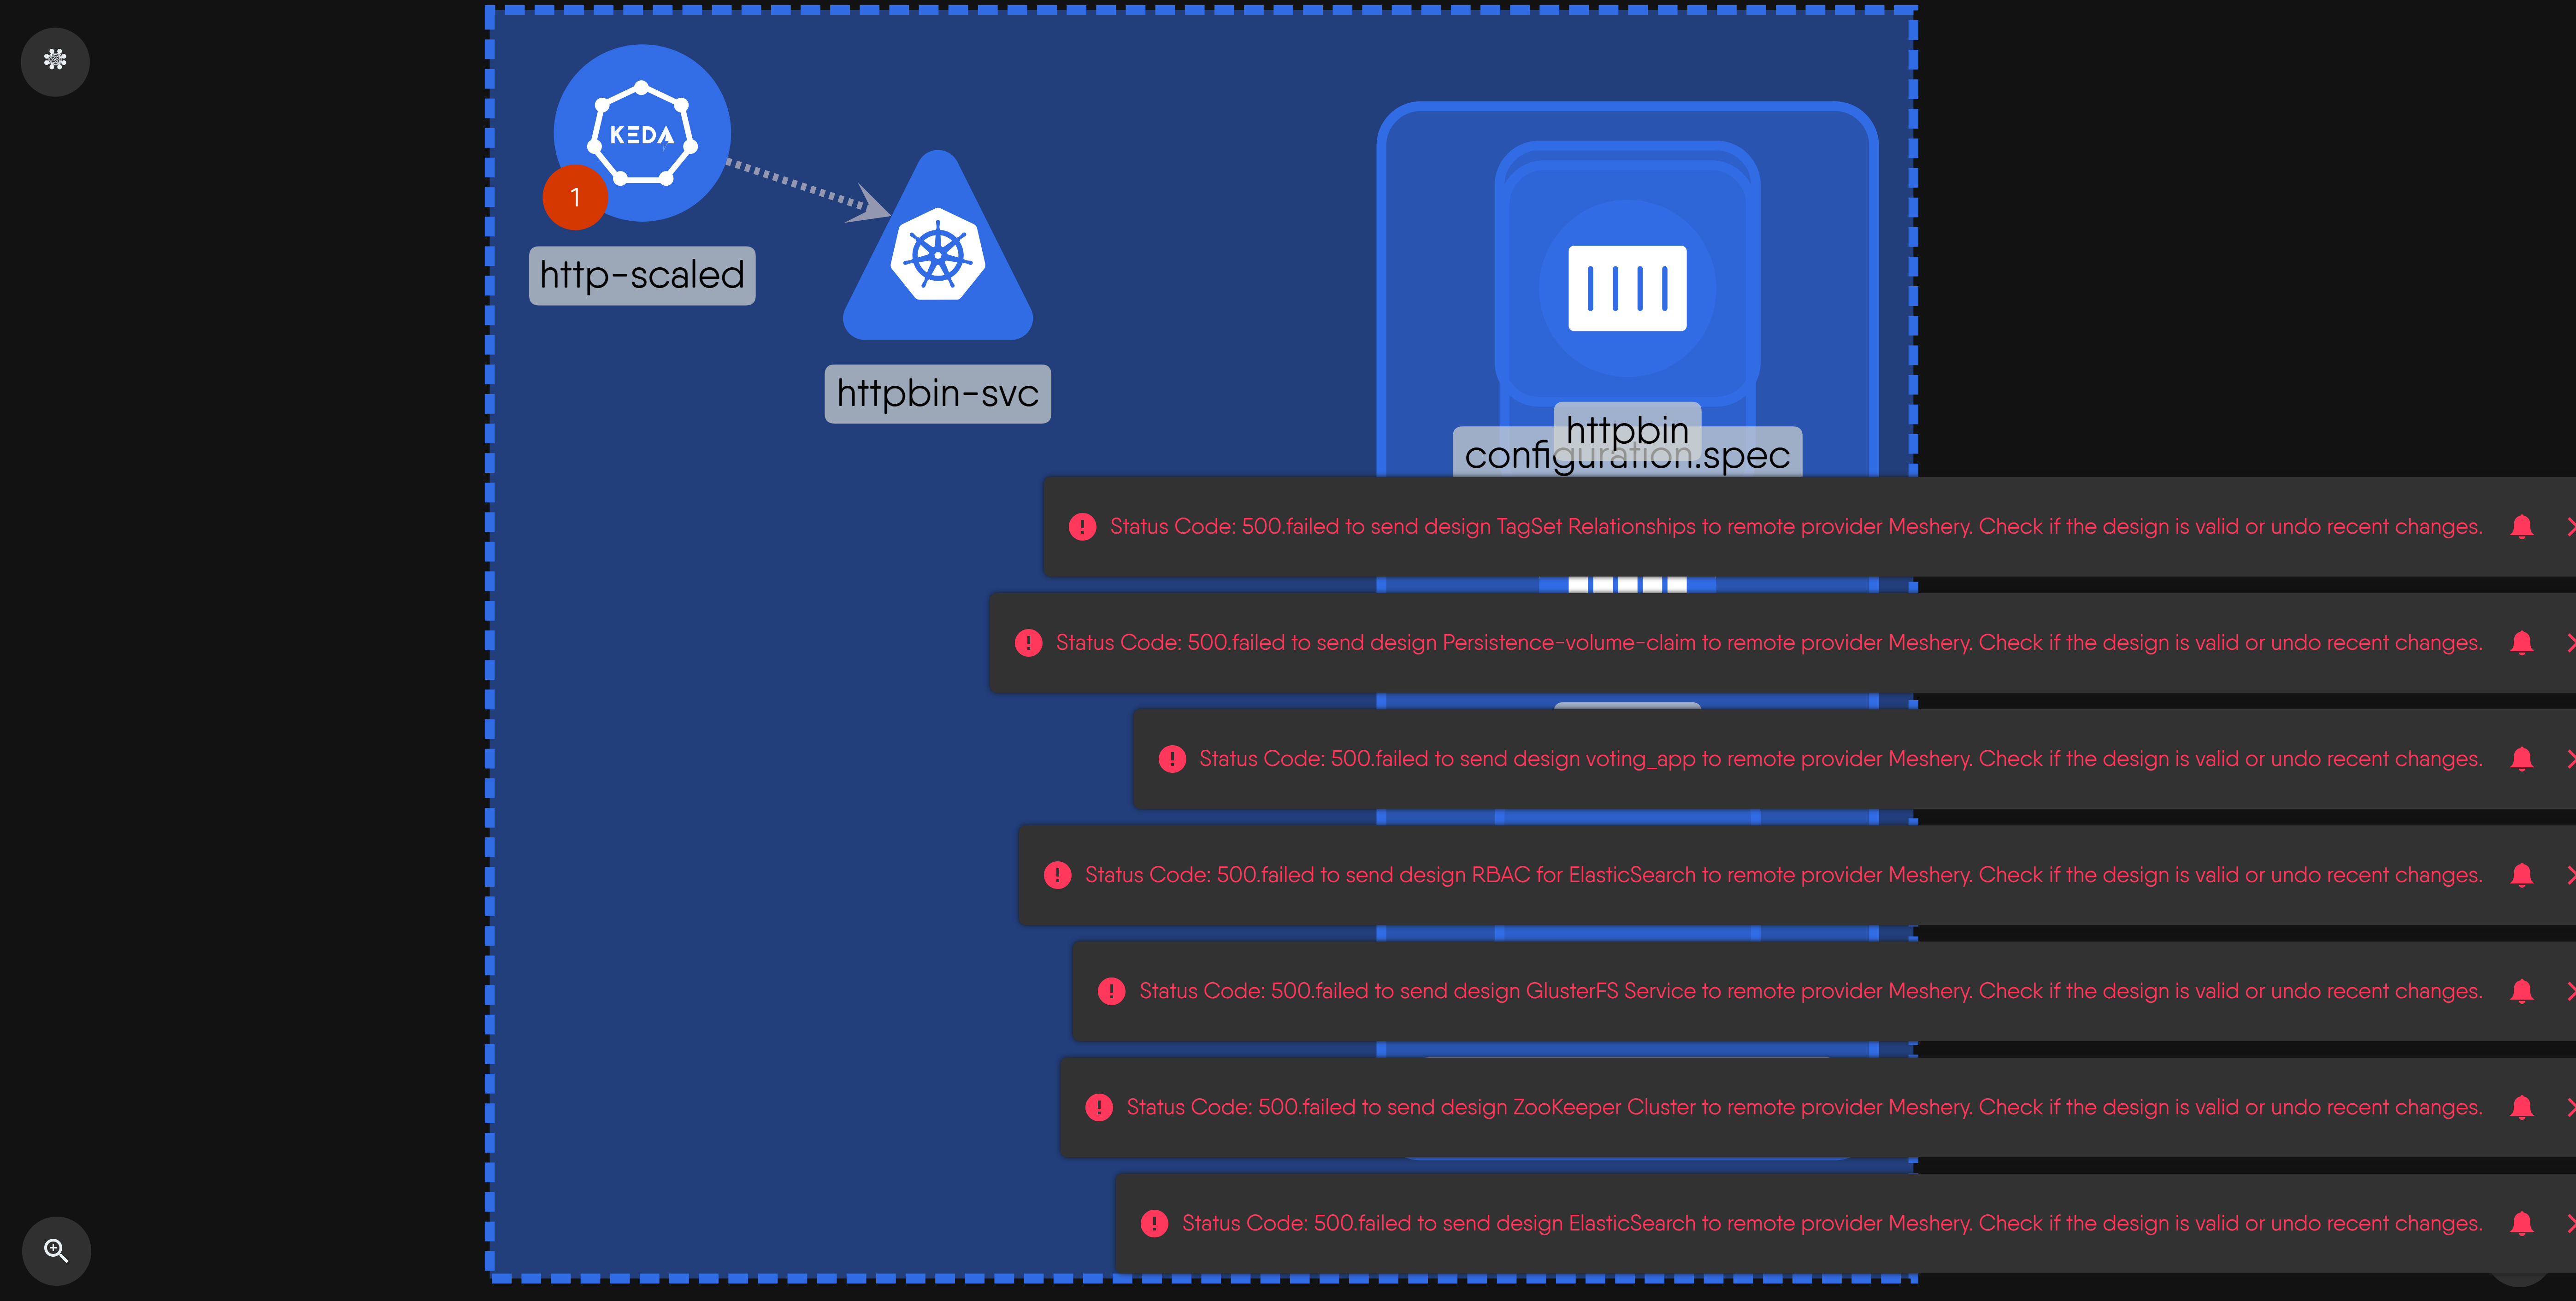 KEDA
1
http-scaled
httpbin-svc
httpbin
configuration.spec
Status Code: 500.failed to send design TagSet Relationships to remote provider Meshery. Check if the design is valid or undo recent changes.
Status Code: 500.failed to send design Persistence-volume-claim to remote provider Meshery. Check if the design is valid or undo recent changes.
Status Code: 500.failed to send design voting_app to remote provider Meshery. Check if the design is valid or undo recent changes.
Status Code: 500.failed to send design RBAC for ElasticSearch to remote provider Meshery. Check if the design is valid or undo recent changes.
Status Code: 500.failed to send design GlusterFS Service to remote provider Meshery. Check if the design is valid or undo recent changes.
Status Code: 500.failed to send design ZooKeeper Cluster to remote provider Meshery. Check if the design is valid or undo recent changes.
Status Code: 500.failed to send design ElasticSearch to remote provider Meshery. Check if the design is valid or undo recent changes.